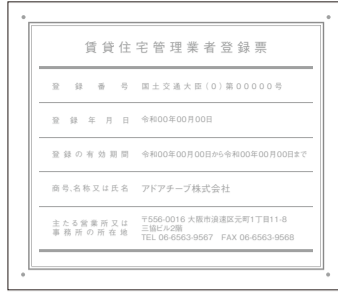 賃貸住宅管理業者登録票
登録番号 国土交通大臣(0)第00000号
登録年月日 令和00年00月00日
登録の有効期間 令和00年00月00日から令和00年00月00日まで
商号、名称又は氏名 アドアチーブ株式会社
主たる営業所又は
事務所の所在地
〒556-0016 大阪市浪速区元町1丁目11-8
三協ビル2階
TEL 06-6563-9567 FAX 06-6563-9568